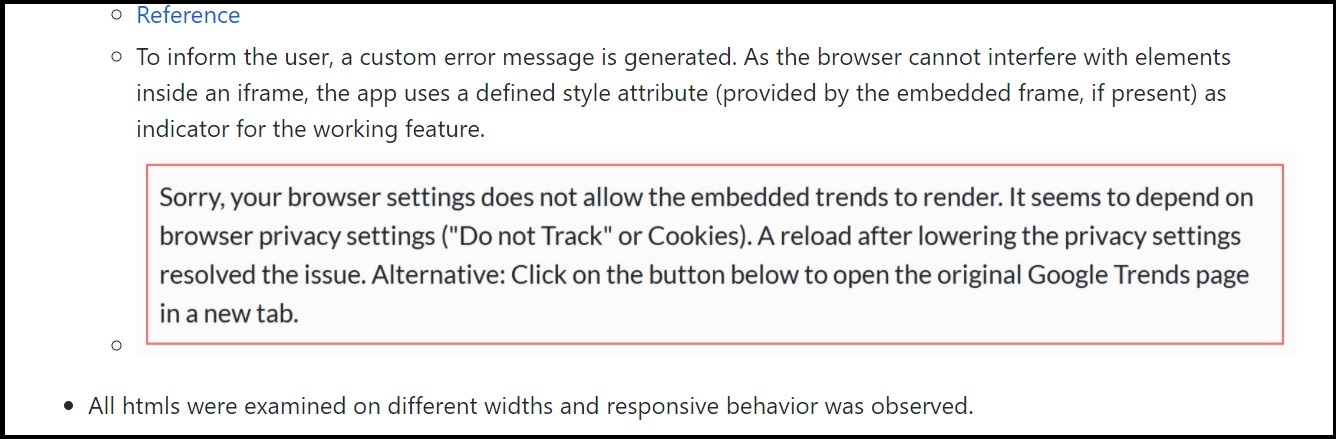 Reference
To inform the user, a custom error message is generated. As the browser cannot interfere with elements
inside an iframe, the app uses a defined style attribute (provided by the embedded frame, if present) as
indicator for the working feature.
Sorry, your browser settings does not allow the embedded trends to render. It seems to depend on
browser privacy settings ("Do not Track" or Cookies). A reload after lowering the privacy settings
resolved the issue. Alternative: Click on the button below to open the original Google Trends page
in a new tab.
All htmls were examined on different widths and responsive behavior was observed.